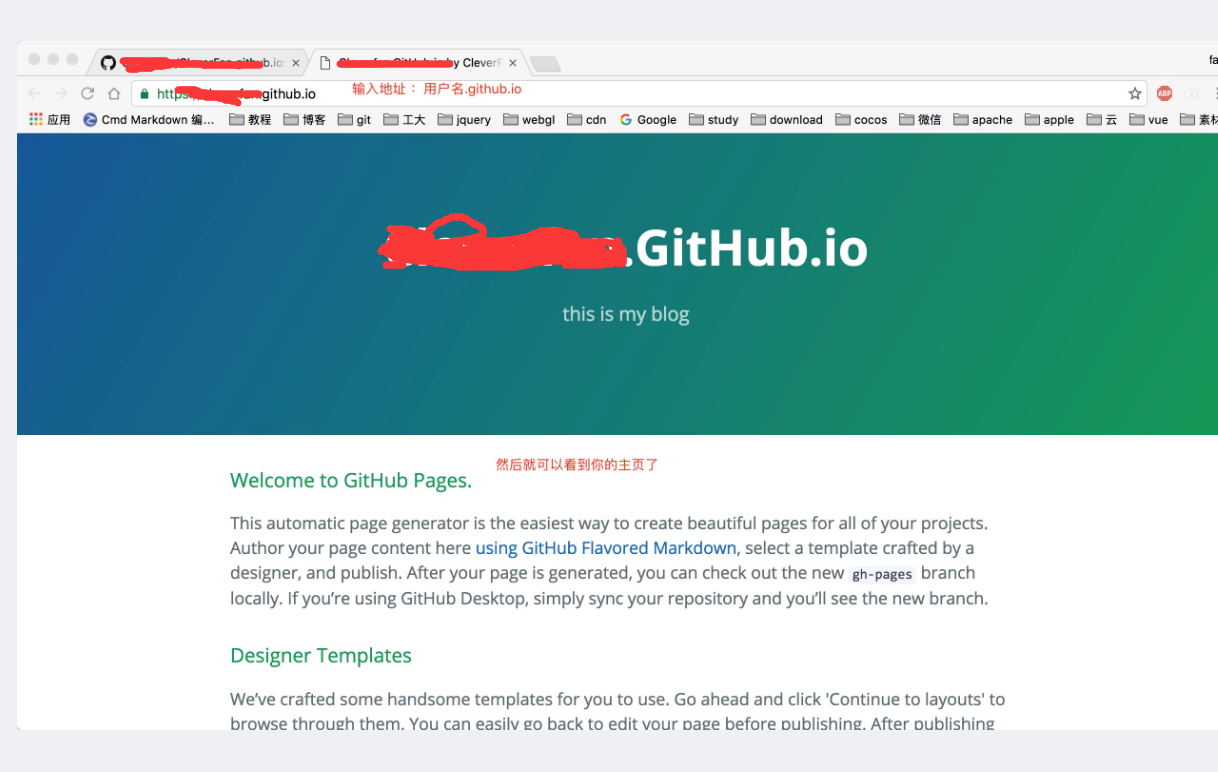 github.io
by CleverF
fa
https
github.io
输入地址： 用户名.github.io
ABP
应用 Cmd Markdown 编... 教程 博客 git 工大 jquery webgl cdn Google study download cocos 微信 apache apple 云 vue 素材
.GitHub.io
this is my blog
然后就可以看到你的主页了
Welcome to GitHub Pages.
This automatic page generator is the easiest way to create beautiful pages for all of your projects.
Author your page content here using GitHub Flavored Markdown, select a template crafted by a
designer, and publish. After your page is generated, you can check out the new gh-pages branch
locally. If you’re using GitHub Desktop, simply sync your repository and you’ll see the new branch.
Designer Templates
We’ve crafted some handsome templates for you to use. Go ahead and click 'Continue to layouts' to
browse through them. You can easily go back to edit your page before publishing. After publishing